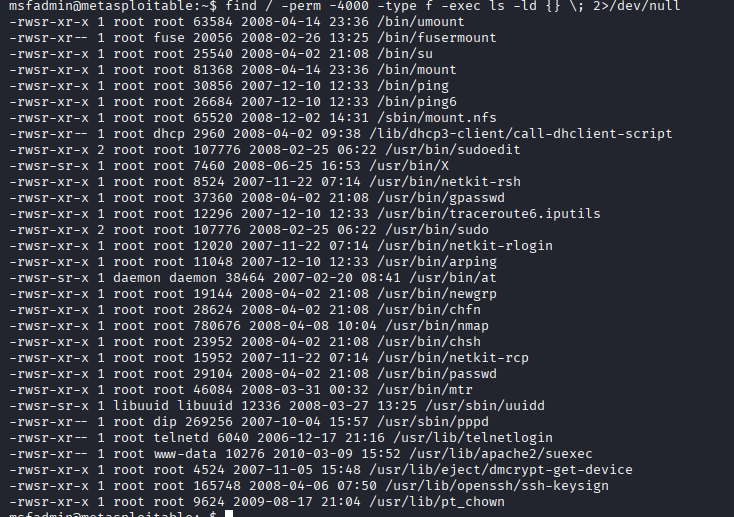 msfadmin@metasploitable:~$ find / -perm -4000 -type f -exec ls -ld {} \; 2>/dev/null
-rwsr-xr-x 1 root root 63584 2008-04-14 23:36 /bin/umount
-rwsr-xr-- 1 root fuse 20056 2008-02-26 13:25 /bin/fusermount
-rwsr-xr-x 1 root root 25540 2008-04-02 21:08 /bin/su
-rwsr-xr-x 1 root root 81368 2008-04-14 23:36 /bin/mount
-rwsr-xr-x 1 root root 30856 2007-12-10 12:33 /bin/ping
-rwsr-xr-x 1 root root 26684 2007-12-10 12:33 /bin/ping6
-rwsr-xr-x 1 root root 65520 2008-12-02 14:31 /sbin/mount.nfs
-rwsr-xr-- 1 root dhcp 2960 2008-04-02 09:38 /lib/dhcp3-client/call-dhclient-script
-rwsr-xr-x 2 root root 107776 2008-02-25 06:22 /usr/bin/sudoedit
-rwsr-sr-x 1 root root 7460 2008-06-25 16:53 /usr/bin/X
-rwsr-xr-x 1 root root 8524 2007-11-22 07:14 /usr/bin/netkit-rsh
-rwsr-xr-x 1 root root 37360 2008-04-02 21:08 /usr/bin/gpasswd
-rwsr-xr-x 1 root root 12296 2007-12-10 12:33 /usr/bin/traceroute6.iputils
-rwsr-xr-x 2 root root 107776 2008-02-25 06:22 /usr/bin/sudo
-rwsr-xr-x 1 root root 12020 2007-11-22 07:14 /usr/bin/netkit-rlogin
-rwsr-xr-x 1 root root 11048 2007-12-10 12:33 /usr/bin/arping
-rwsr-sr-x 1 daemon daemon 38464 2007-02-20 08:41 /usr/bin/at
-rwsr-xr-x 1 root root 19144 2008-04-02 21:08 /usr/bin/newgrp
-rwsr-xr-x 1 root root 28624 2008-04-02 21:08 /usr/bin/chfn
-rwsr-xr-x 1 root root 780676 2008-04-08 10:04 /usr/bin/nmap
-rwsr-xr-x 1 root root 23952 2008-04-02 21:08 /usr/bin/chsh
-rwsr-xr-x 1 root root 15952 2007-11-22 07:14 /usr/bin/netkit-rcp
-rwsr-xr-x 1 root root 29104 2008-04-02 21:08 /usr/bin/passwd
-rwsr-xr-x 1 root root 46084 2008-03-31 00:32 /usr/bin/mtr
-rwsr-sr-x 1 libuuid libuuid 12336 2008-03-27 13:25 /usr/sbin/uuidd
-rwsr-xr-- 1 root dip 269256 2007-10-04 15:57 /usr/sbin/pppd
-rwsr-xr-- 1 root telnetd 6040 2006-12-17 21:16 /usr/lib/telnetlogin
-rwsr-xr-- 1 root www-data 10276 2010-03-09 15:52 /usr/lib/apache2/suexec
-rwsr-xr-x 1 root root 4524 2007-11-05 15:48 /usr/lib/eject/dmcrypt-get-device
-rwsr-xr-x 1 root root 165748 2008-04-06 07:50 /usr/lib/openssh/ssh-keysign
-rwsr-xr-x 1 root root 9624 2009-08-17 21:04 /usr/lib/pt_chown
msfadmin@metasploitable:~$